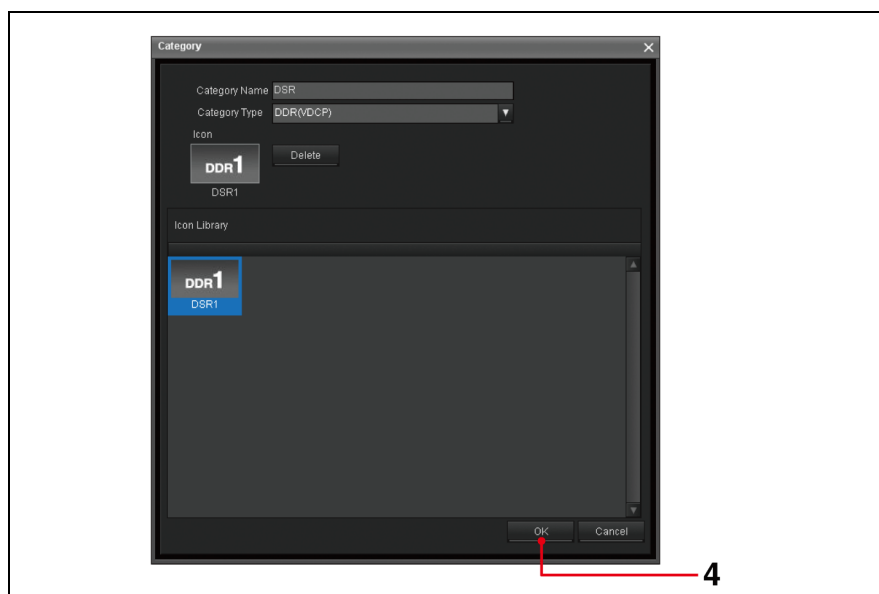 Category
Category Name DSR
Category Type DDR(VDCP)
Icon
DDR1
Delete
DSR1
Icon Library
DDR1
DSR1
OK Cancel
4